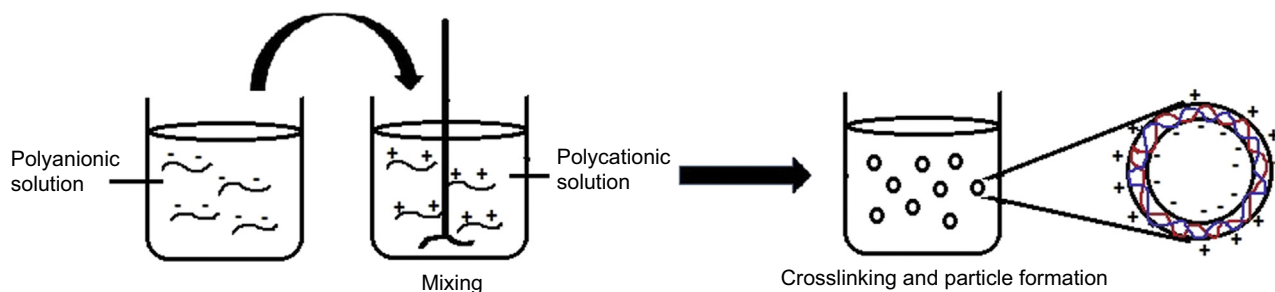 Polyanionic
solution
Polycationic
solution
Mixing
Crosslinking and particle formation